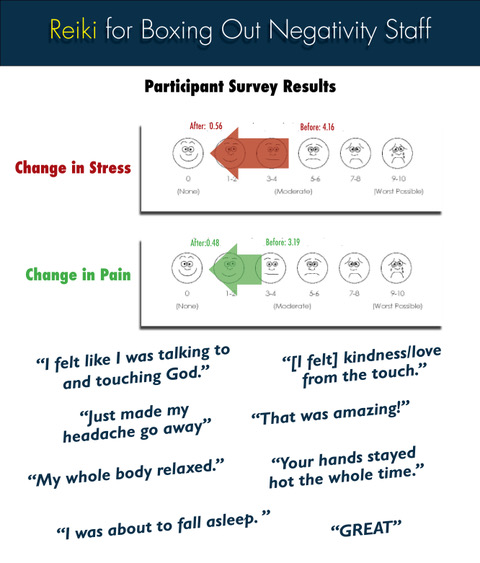 Reiki for Boxing Out Negativity Staff
Participant Survey Results
After: 0.56 Before: 4.16
Change in Stress
0 1-2 3-4 5-6 7-8 9-10
(None) (Moderate) (Worst Possible)
After:0.48 Before: 3.19
Change in Pain
0 1-2 3-4 5-6 7-8 9-10
(None) (Moderate) (Worst Possible)
“I felt like I was talking to
and touching God.”
“[I felt] kindness/love
from the touch.”
“Just made my
headache go away”
“That was amazing!”
“My whole body relaxed.”
“Your hands stayed
hot the whole time.”
“I was about to fall asleep. ”
“GREAT”